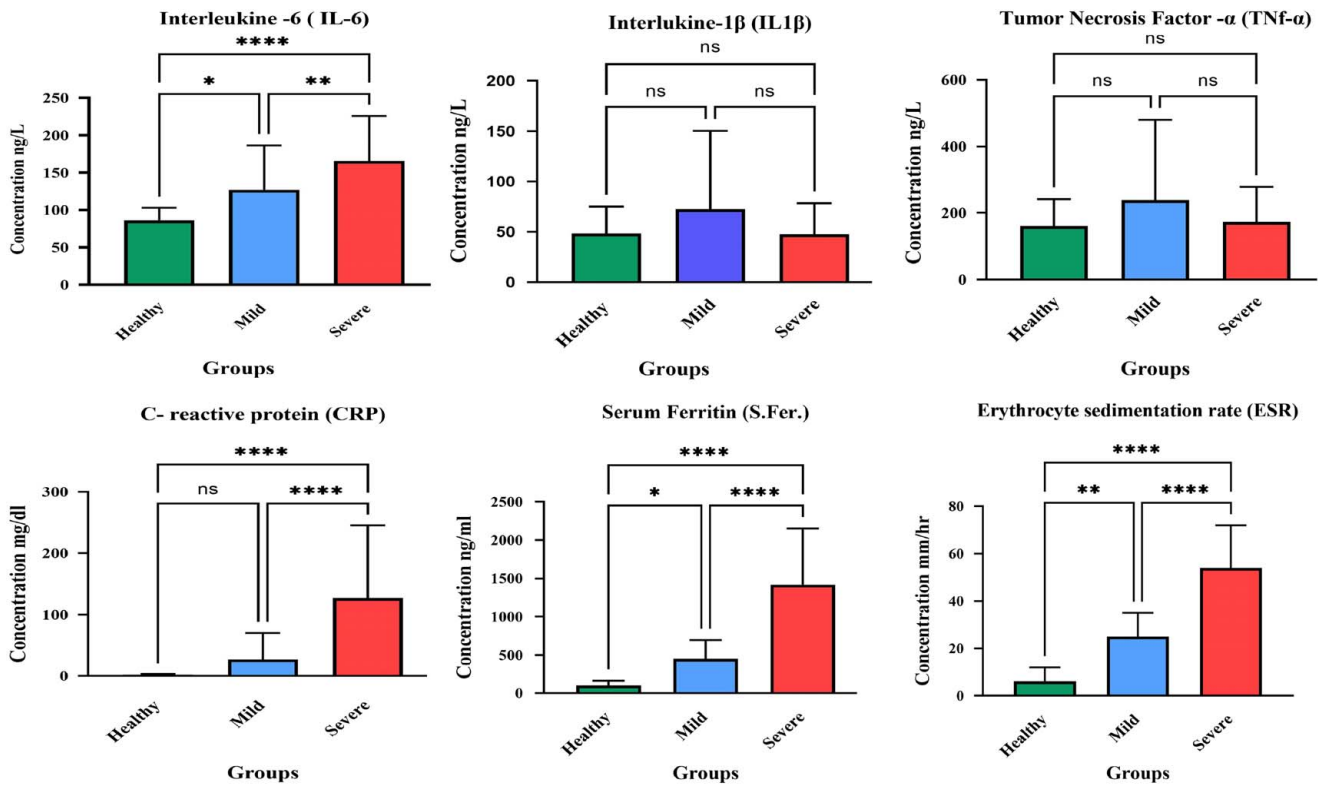 Interleukine -6 ( IL-6)
****
*
**
250
200
150
100
50
0
Concentration ng/L
Healthy
Mild
Severe
Groups
Interlukine-1β (IL1β)
ns
ns
ns
200
150
100
50
0
Concentration ng/L
Healthy
Mild
Severe
Groups
Tumor Necrosis Factor -α (TNf-α)
ns
ns
ns
600
400
200
0
Concentration ng/L
Healthy
Mild
Severe
Groups
C- reactive protein (CRP)
****
ns
****
300
200
100
0
Concentration mg/dl
Healthy
Mild
Severe
Groups
Serum Ferritin (S.Fer.)
****
*
****
2500
2000
1500
1000
500
0
Concentration ng/ml
Healthy
Mild
Severe
Groups
Erythrocyte sedimentation rate (ESR)
****
**
****
80
60
40
20
0
Concentration mm/hr
Healthy
Mild
Severe
Groups